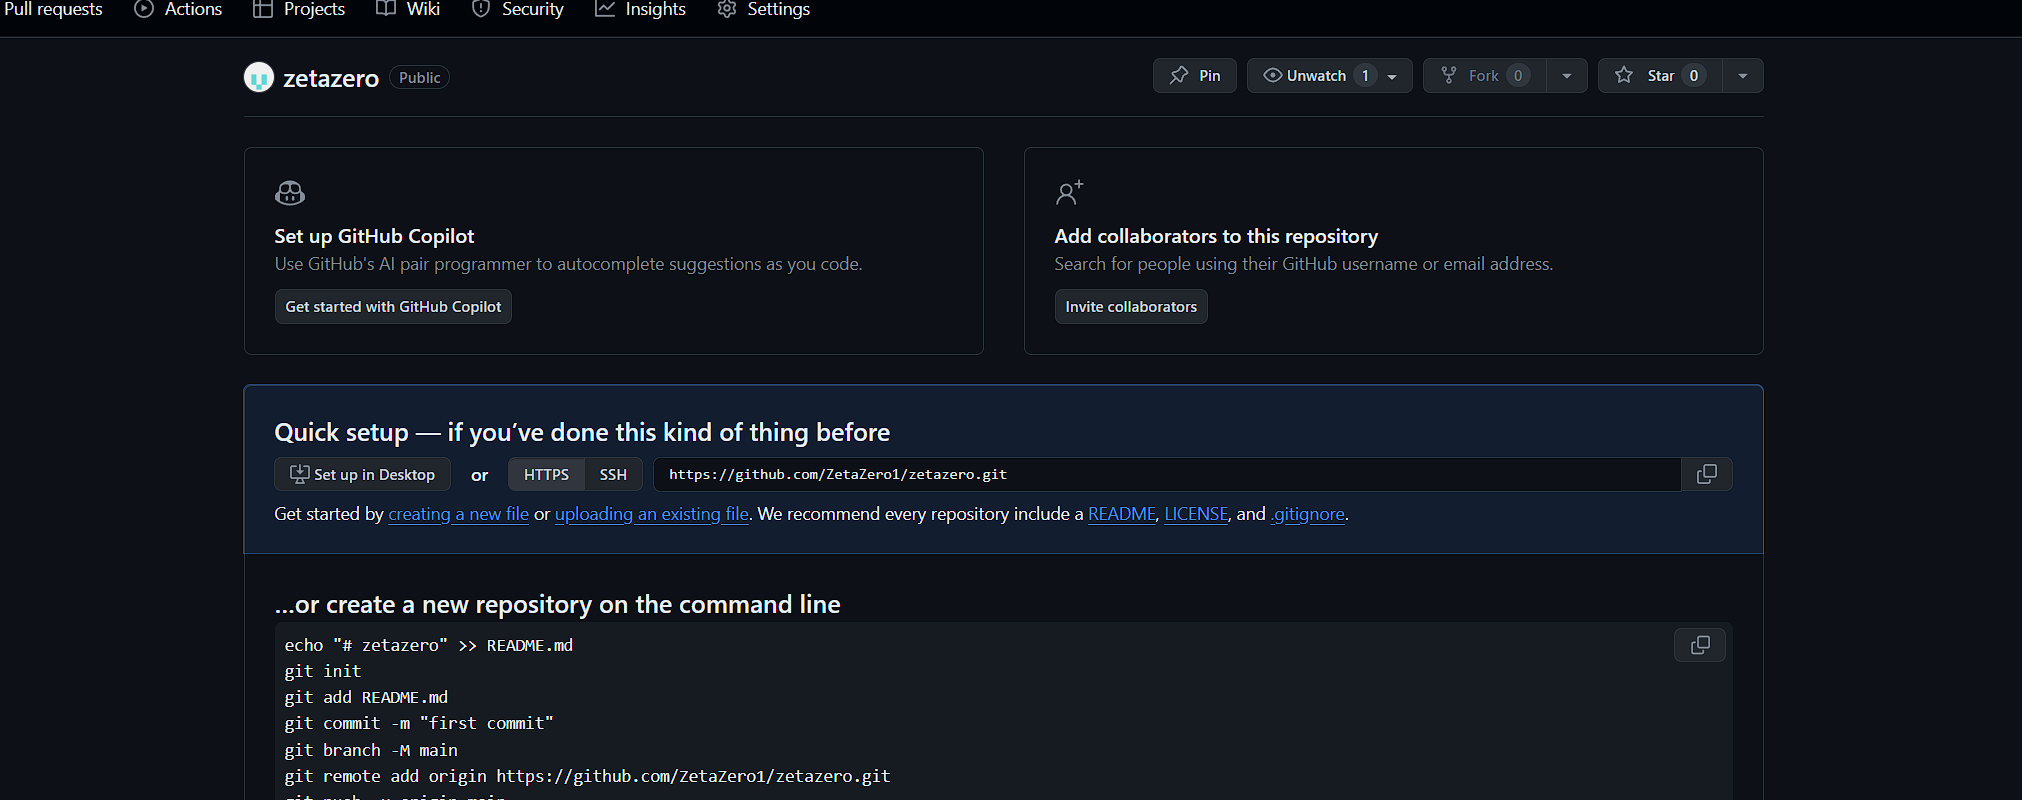 Pull requests Actions Projects Wiki Security Insights Settings
zetazero Public Pin Unwatch 1 Fork 0 Star 0
Set up GitHub Copilot
Use GitHub's AI pair programmer to autocomplete suggestions as you code.
Get started with GitHub Copilot
Add collaborators to this repository
Search for people using their GitHub username or email address.
Invite collaborators
Quick setup — if you’ve done this kind of thing before
Set up in Desktop or HTTPS SSH https://github.com/ZetaZero1/zetazero.git
Get started by creating a new file or uploading an existing file. We recommend every repository include a README, LICENSE, and .gitignore.
…or create a new repository on the command line
echo "# zetazero" >> README.md
git init
git add README.md
git commit -m "first commit"
git branch -M main
git remote add origin https://github.com/ZetaZero1/zetazero.git